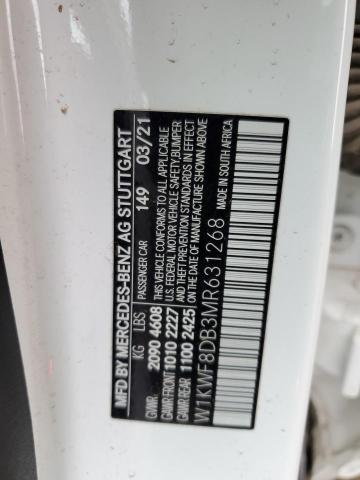 MFD BY MERCEDES-BENZ AG STUTTGART
KG LBS PASSENGER CAR 149 03/21
GVWR 2090 4608 THIS VEHICLE CONFORMS TO ALL APPLICABLE
GAWR FRONT 1010 2227 U.S. FEDERAL MOTOR VEHICLE SAFETY, BUMPER,
GAWR REAR 1100 2425 AND THEFT PREVENTION STANDARDS IN EFFECT
ON THE DATE OF MANUFACTURE SHOWN ABOVE
W1KWF8DB3MR631268 MADE IN SOUTH AFRICA